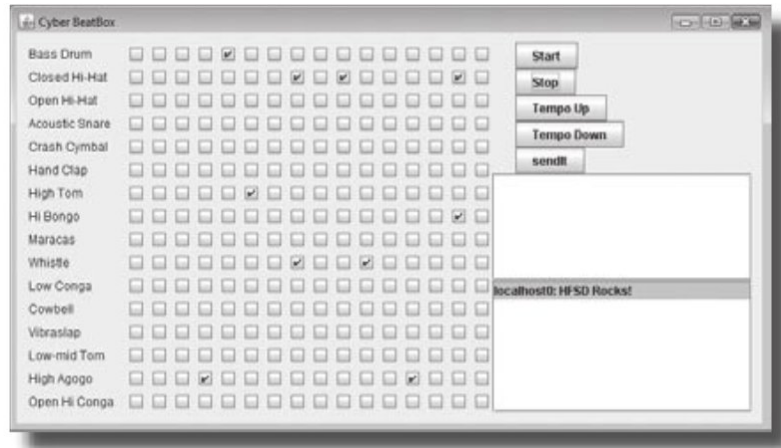 Cyber BeatBox
Bass Drum
Closed Hi-Hat
Open Hi-Hat
Acoustic Snare
Crash Cymbal
Hand Clap
High Tom
Hi Bongo
Maracas
Whistle
Low Conga
Cowbell
Vibraslap
Low-mid Tom
High Agogo
Open Hi Conga
Start
Stop
Tempo Up
Tempo Down
sendIt
localhost0: HFSD Rocks!